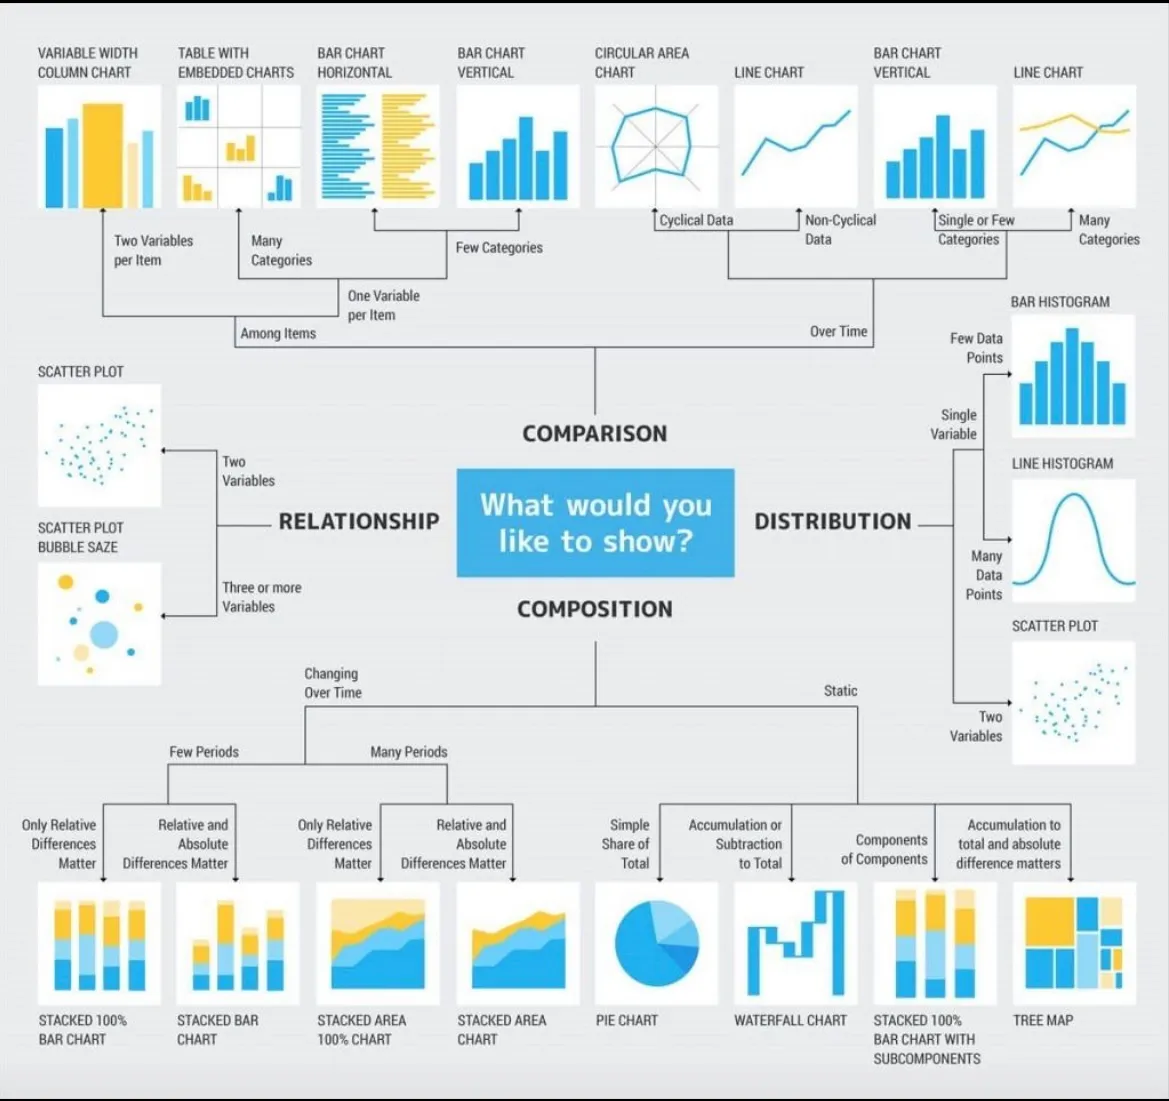 VARIABLE WIDTH
COLUMN CHART
TABLE WITH
EMBEDDED CHARTS
BAR CHART
HORIZONTAL
BAR CHART
VERTICAL
CIRCULAR AREA
CHART
LINE CHART
BAR CHART
VERTICAL
LINE CHART
Two Variables
per Item
Many
Categories
Few Categories
Cyclical Data
Non-Cyclical
Data
Single or Few
Categories
Many
Categories
One Variable
per Item
Among Items
Over Time
COMPARISON
What would you
like to show?
RELATIONSHIP
SCATTER PLOT
Two
Variables
SCATTER PLOT
BUBBLE SAZE
Three or more
Variables
DISTRIBUTION
BAR HISTOGRAM
Few Data
Points
Single
Variable
LINE HISTOGRAM
Many
Data
Points
SCATTER PLOT
Two
Variables
COMPOSITION
Changing
Over Time
Static
Few Periods
Many Periods
Only Relative
Differences
Matter
Relative and
Absolute
Differences Matter
Only Relative
Differences
Matter
Relative and
Absolute
Differences Matter
Simple
Share of
Total
Accumulation or
Subtraction
to Total
Components
of Components
Accumulation to
total and absolute
difference matters
STACKED 100%
BAR CHART
STACKED BAR
CHART
STACKED AREA
100% CHART
STACKED AREA
CHART
PIE CHART
WATERFALL CHART
STACKED 100%
BAR CHART WITH
SUBCOMPONENTS
TREE MAP